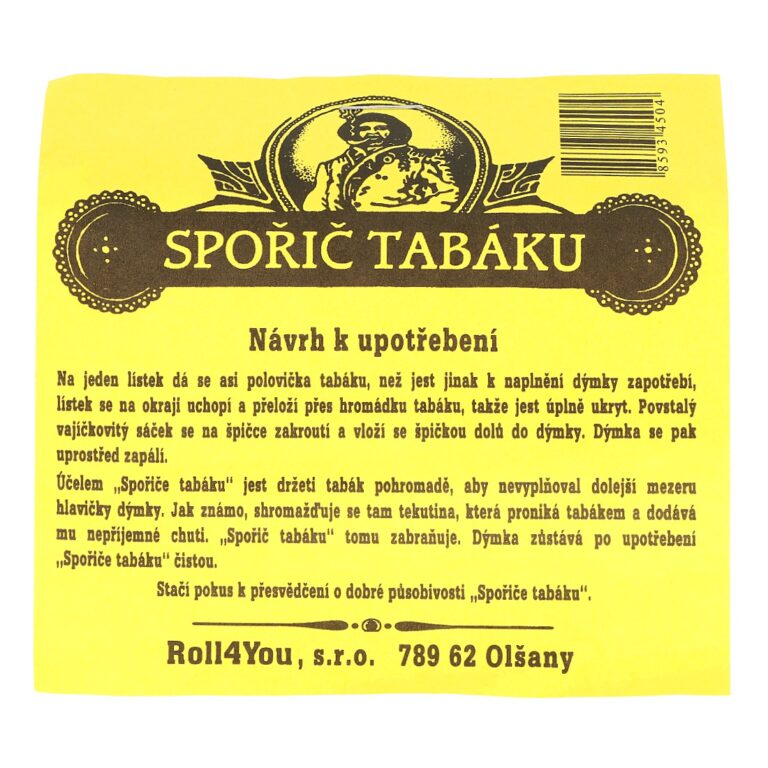 8593 4504
SPOŘIČ TABÁKU
Návrh k upotřebení
Na jeden lístek dá se asi polovička tabáku, než jest jinak k naplnění dýmky zapotřebí,
lístek se na okraji uchopí a přeloží přes hromádku tabáku, takže jest úplně ukryt. Povstalý
vajíčkovitý sáček se na špičce zakroutí a vloží se špičkou dolů do dýmky. Dýmka se pak
uprostřed zapálí.
Účelem „Spořiče tabáku“ jest držeti tabák pohromadě, aby nevyplňoval dolejší mezeru
hlavičky dýmky. Jak známo, shromažďuje se tam tekutina, která proniká tabákem a dodává
mu nepříjemné chuti. „Spořič tabáku“ tomu zabraňuje. Dýmka zůstává po upotřebení
„Spořiče tabáku“ čistou.
Stačí pokus k přesvědčení o dobré působivosti „Spořiče tabáku“.
Roll4You, s.r.o. 789 62 Olšany